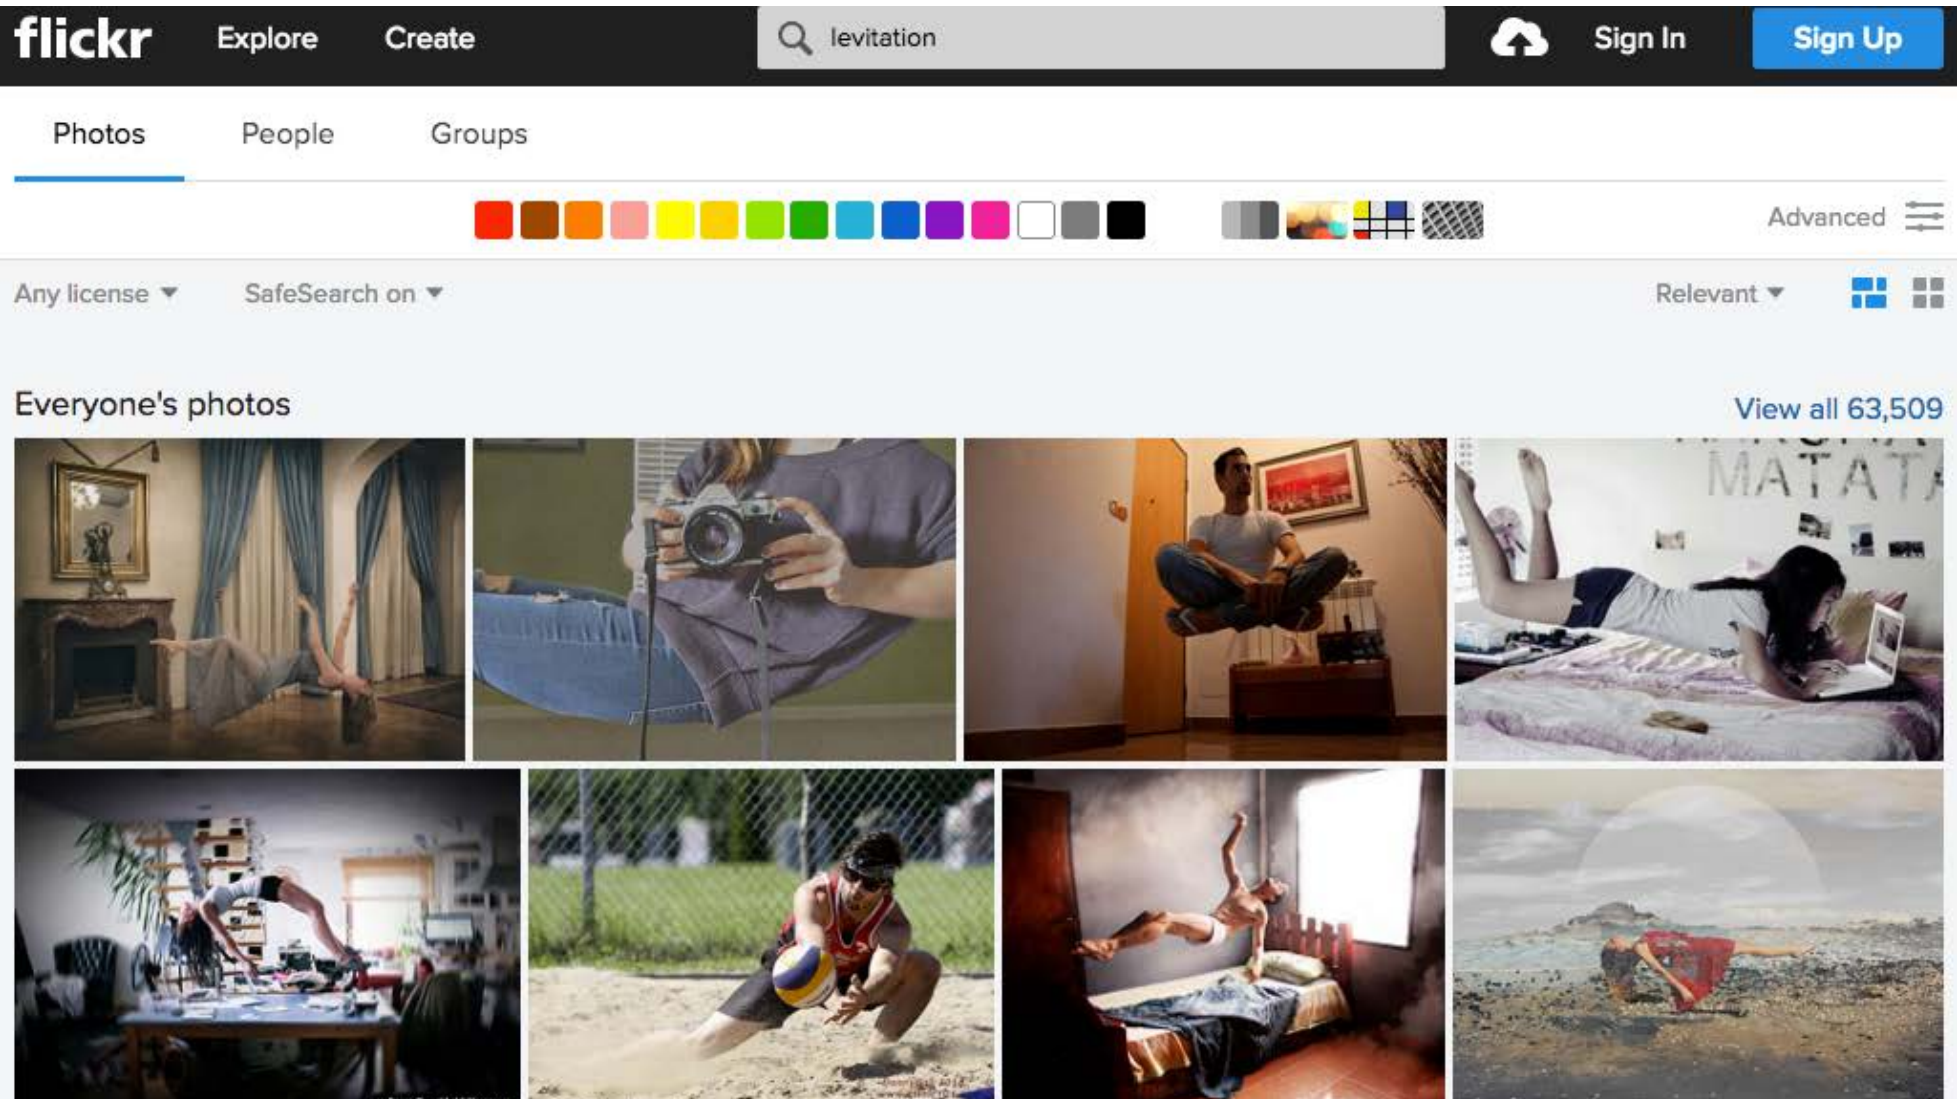 flickr Explore Create levitation Sign In Sign Up
Photos People Groups
Advanced
Any license SafeSearch on Relevant
Everyone's photos View all 63,509
MATATA